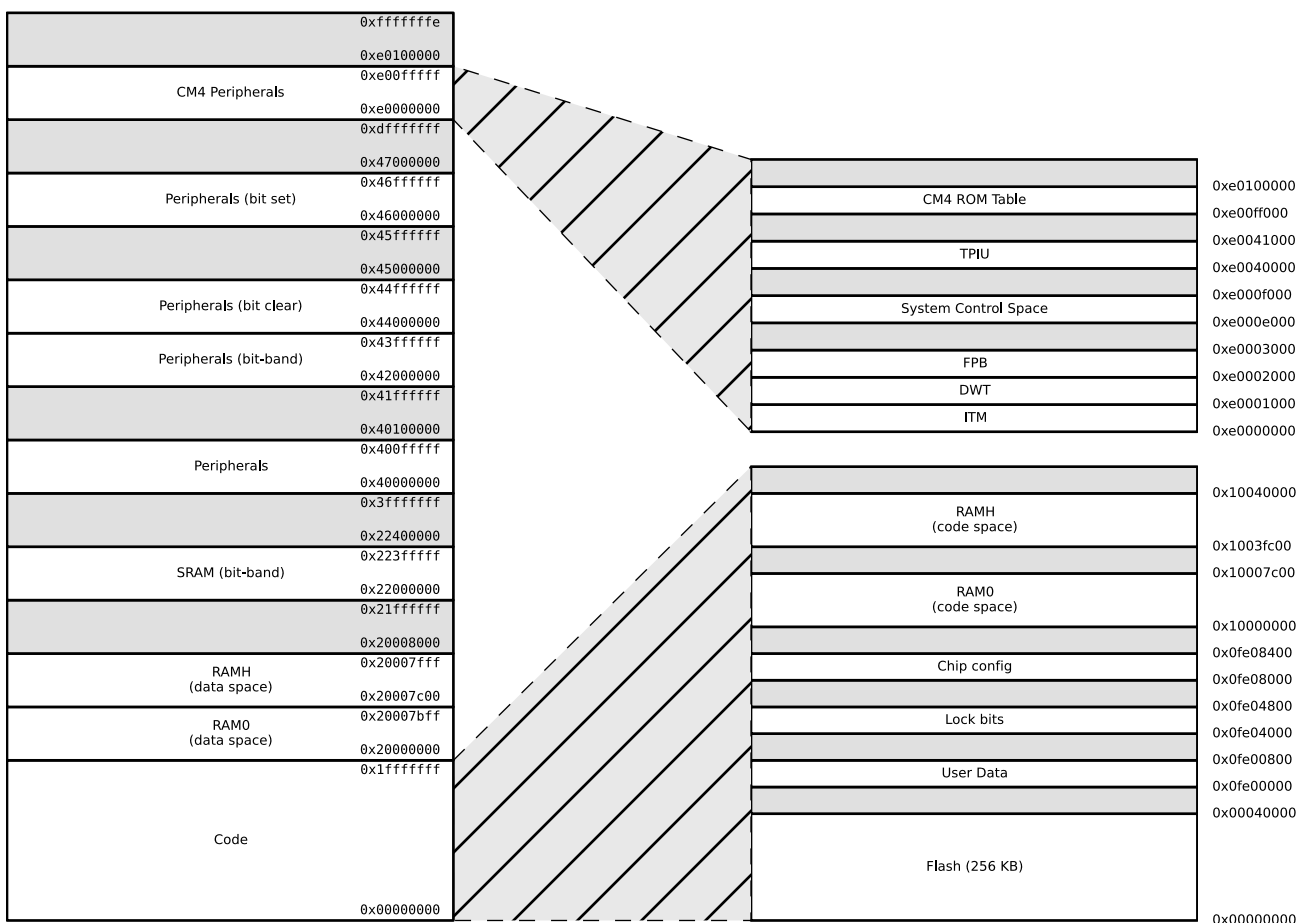 0xfffffffe
0xe0100000
0xe00fffff
CM4 Peripherals
0xe0000000
0xdfffffff
0x47000000
0x46ffffff
Peripherals (bit set)
0x46000000
0x45ffffff
0x45000000
0x44ffffff
Peripherals (bit clear)
0x44000000
0x43ffffff
Peripherals (bit-band)
0x42000000
0x41ffffff
0x40100000
0x400fffff
Peripherals
0x40000000
0x3fffffff
0x22400000
0x223fffff
SRAM (bit-band)
0x22000000
0x21ffffff
0x20008000
0x20007fff
RAMH
(data space)
0x20007c00
0x20007bff
RAM0
(data space)
0x20000000
0x1fffffff
Code
0x00000000
0xe0100000
CM4 ROM Table
0xe00ff000
0xe0041000
TPIU
0xe0040000
0xe000f000
System Control Space
0xe000e000
0xe0003000
FPB
0xe0002000
DWT
0xe0001000
ITM
0xe0000000
0x10040000
RAMH
(code space)
0x1003fc00
0x10007c00
RAM0
(code space)
0x10000000
0x0fe08400
Chip config
0x0fe08000
0x0fe04800
Lock bits
0x0fe04000
0x0fe00800
User Data
0x0fe00000
0x00040000
Flash (256 KB)
0x00000000